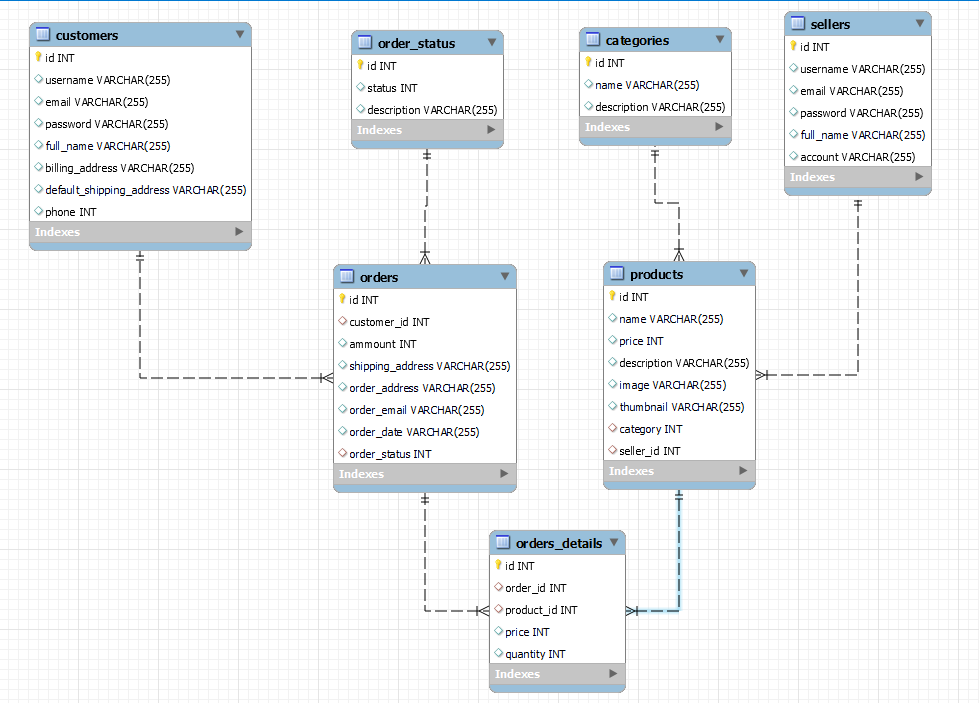 customers
id INT
username VARCHAR(255)
email VARCHAR(255)
password VARCHAR(255)
full_name VARCHAR(255)
billing_address VARCHAR(255)
default_shipping_address VARCHAR(255)
phone INT
Indexes
order_status
id INT
status INT
description VARCHAR(255)
Indexes
categories
id INT
name VARCHAR(255)
description VARCHAR(255)
Indexes
sellers
id INT
username VARCHAR(255)
email VARCHAR(255)
password VARCHAR(255)
full_name VARCHAR(255)
account VARCHAR(255)
Indexes
orders
id INT
customer_id INT
ammount INT
shipping_address VARCHAR(255)
order_address VARCHAR(255)
order_email VARCHAR(255)
order_date VARCHAR(255)
order_status INT
Indexes
products
id INT
name VARCHAR(255)
price INT
description VARCHAR(255)
image VARCHAR(255)
thumbnail VARCHAR(255)
category INT
seller_id INT
Indexes
orders_details
id INT
order_id INT
product_id INT
price INT
quantity INT
Indexes